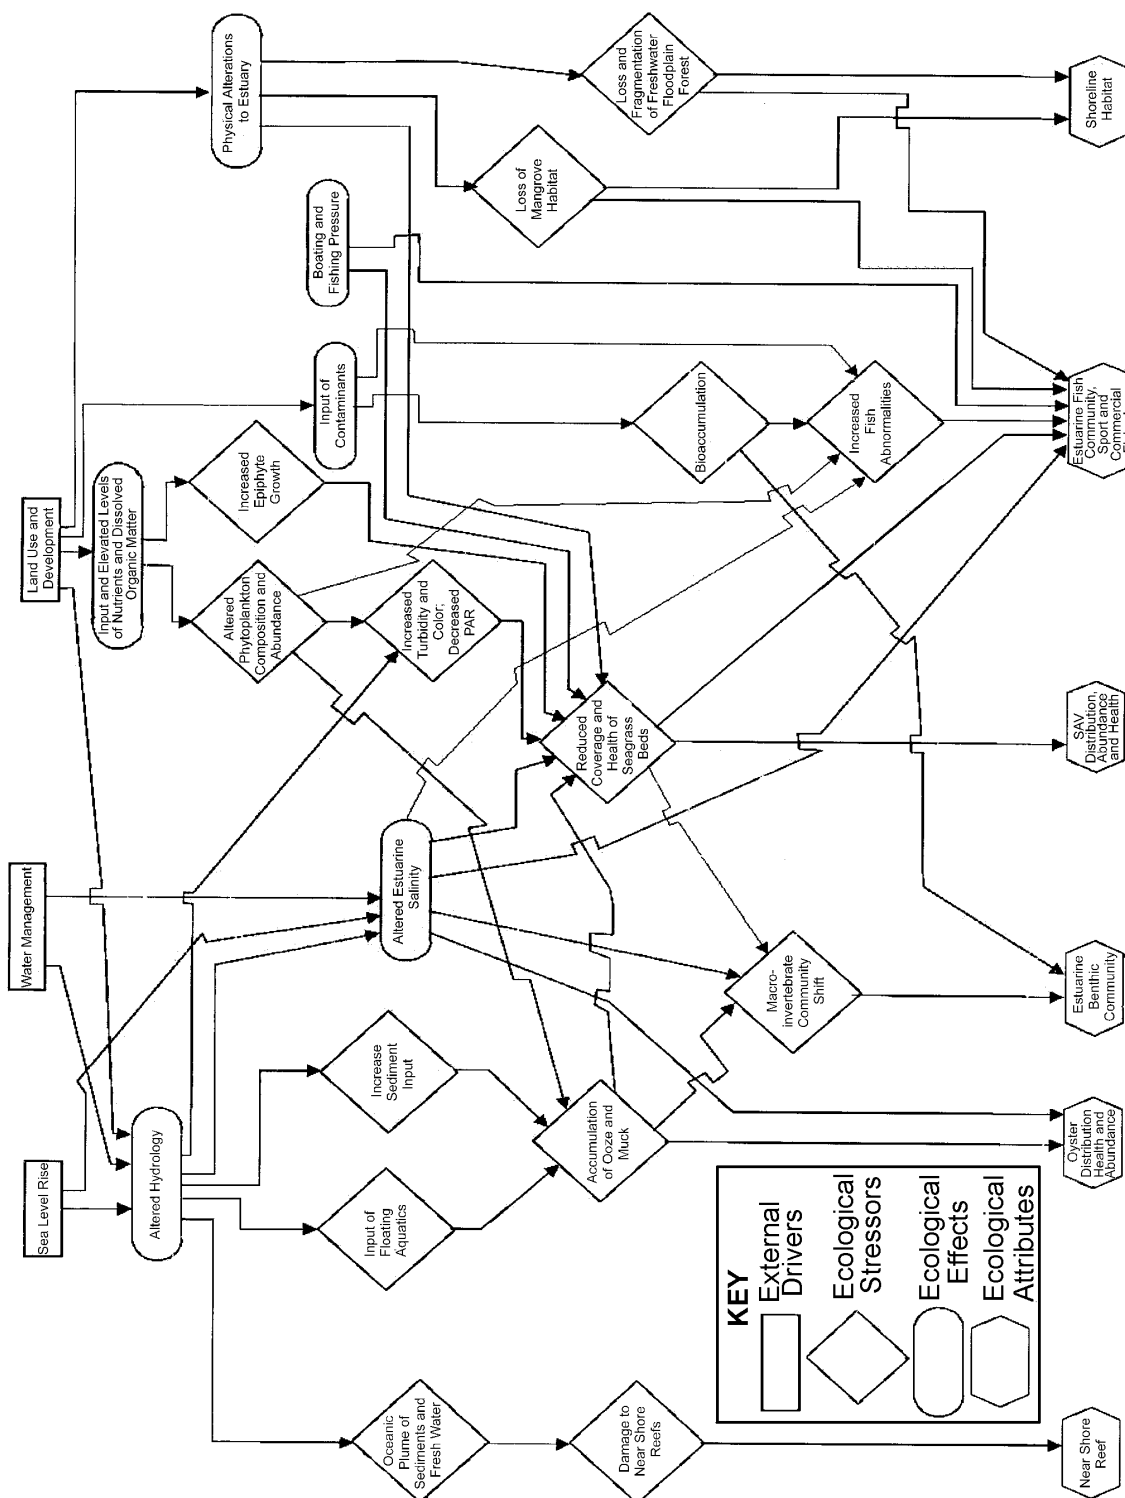 Sea Level Rise
Water Management
Land Use and
Development
Altered Hydrology
Input and Elevated Levels
of Nutrients and Dissolved
Organic Matter
Physical Alterations
to Estuary
Altered
Phytoplankton
Composition and
Abundance
Increased
Epiphyte
Growth
Input of
Contaminants
Boating and
Fishing Pressure
Oceanic
Plume of
Sediments and
Fresh Water
Input of
Floating
Aquatics
Increase
Sediment
Input
Altered Estuarine
Salinity
Increased
Turbidity and
Color;
Decreased
PAR
Loss of
Mangrove
Habitat
Loss and
Fragmentation
of Freshwater
Floodplain
Forest
Damage to
Near Shore
Reefs
Accumulation
of Ooze and
Muck
Reduced
Coverage and
Health of
Seagrass
Beds
Bioaccumulation
Macro-
invertebrate
Community
Shift
Increased
Fish
Abnormalities
KEY
External
Drivers
Ecological
Stressors
Ecological
Effects
Ecological
Attributes
Near Shore
Reef
Oyster
Distribution
Health and
Abundance
Estuarine
Benthic
Community
SAV
Distribution,
Aboundance
and Health
Estuarine Fish
Community,
Sport and
Commercial
Shoreline
Habitat